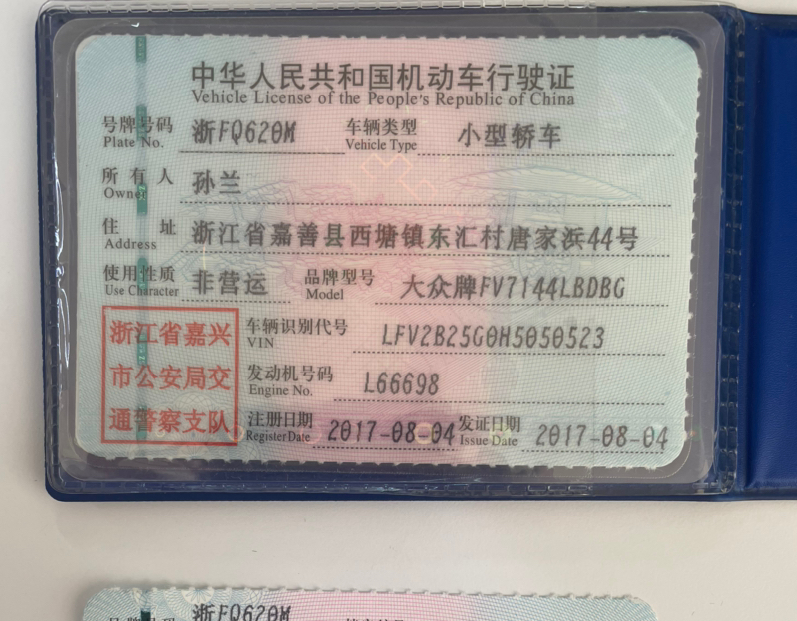 中华人民共和国机动车行驶证
Vehicle License of the People's Republic of China
号牌号码 浙FQ620M 车辆类型 小型轿车
Plate No. Vehicle Type
所有人 孙兰
Owner
住址 浙江省嘉善县西塘镇东汇村唐家浜44号
Address
使用性质 非营运 品牌型号 大众牌FV7144LBDBG
Use Character Model
浙江省嘉兴 车辆识别代号 LFV2B25G0H5050523
VIN
市公安局交 发动机号码 L66698
Engine No.
通警察支队 注册日期 2017-08-04 发证日期 2017-08-04
Register Date Issue Date
号牌号码 浙FQ620M